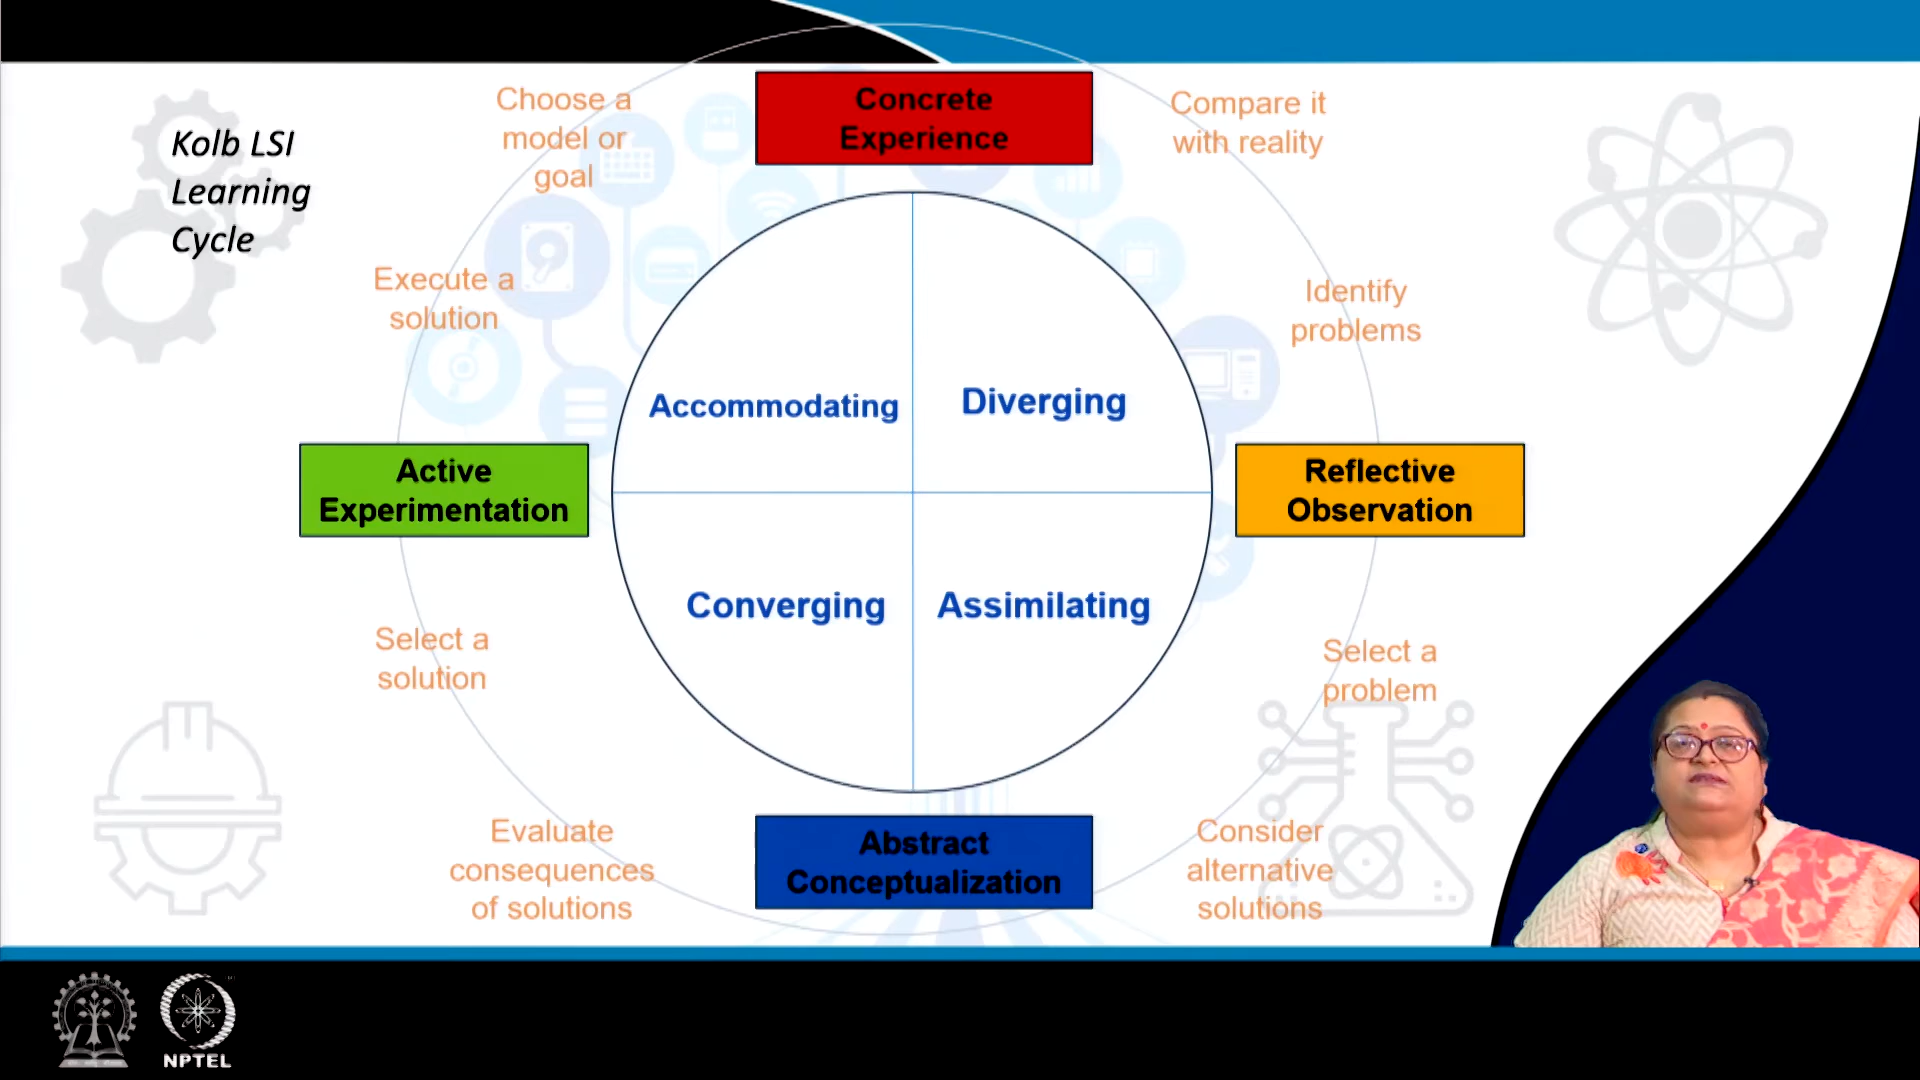 Kolb LSI
Learning
Cycle
Choose a
model or
goal
Concrete
Experience
Compare it
with reality
Execute a
solution
Identify
problems
Accommodating
Diverging
Active
Experimentation
Reflective
Observation
Converging
Assimilating
Select a
solution
Select a
problem
Evaluate
consequences
of solutions
Abstract
Conceptualization
Consider
alternative
solutions
NPTEL